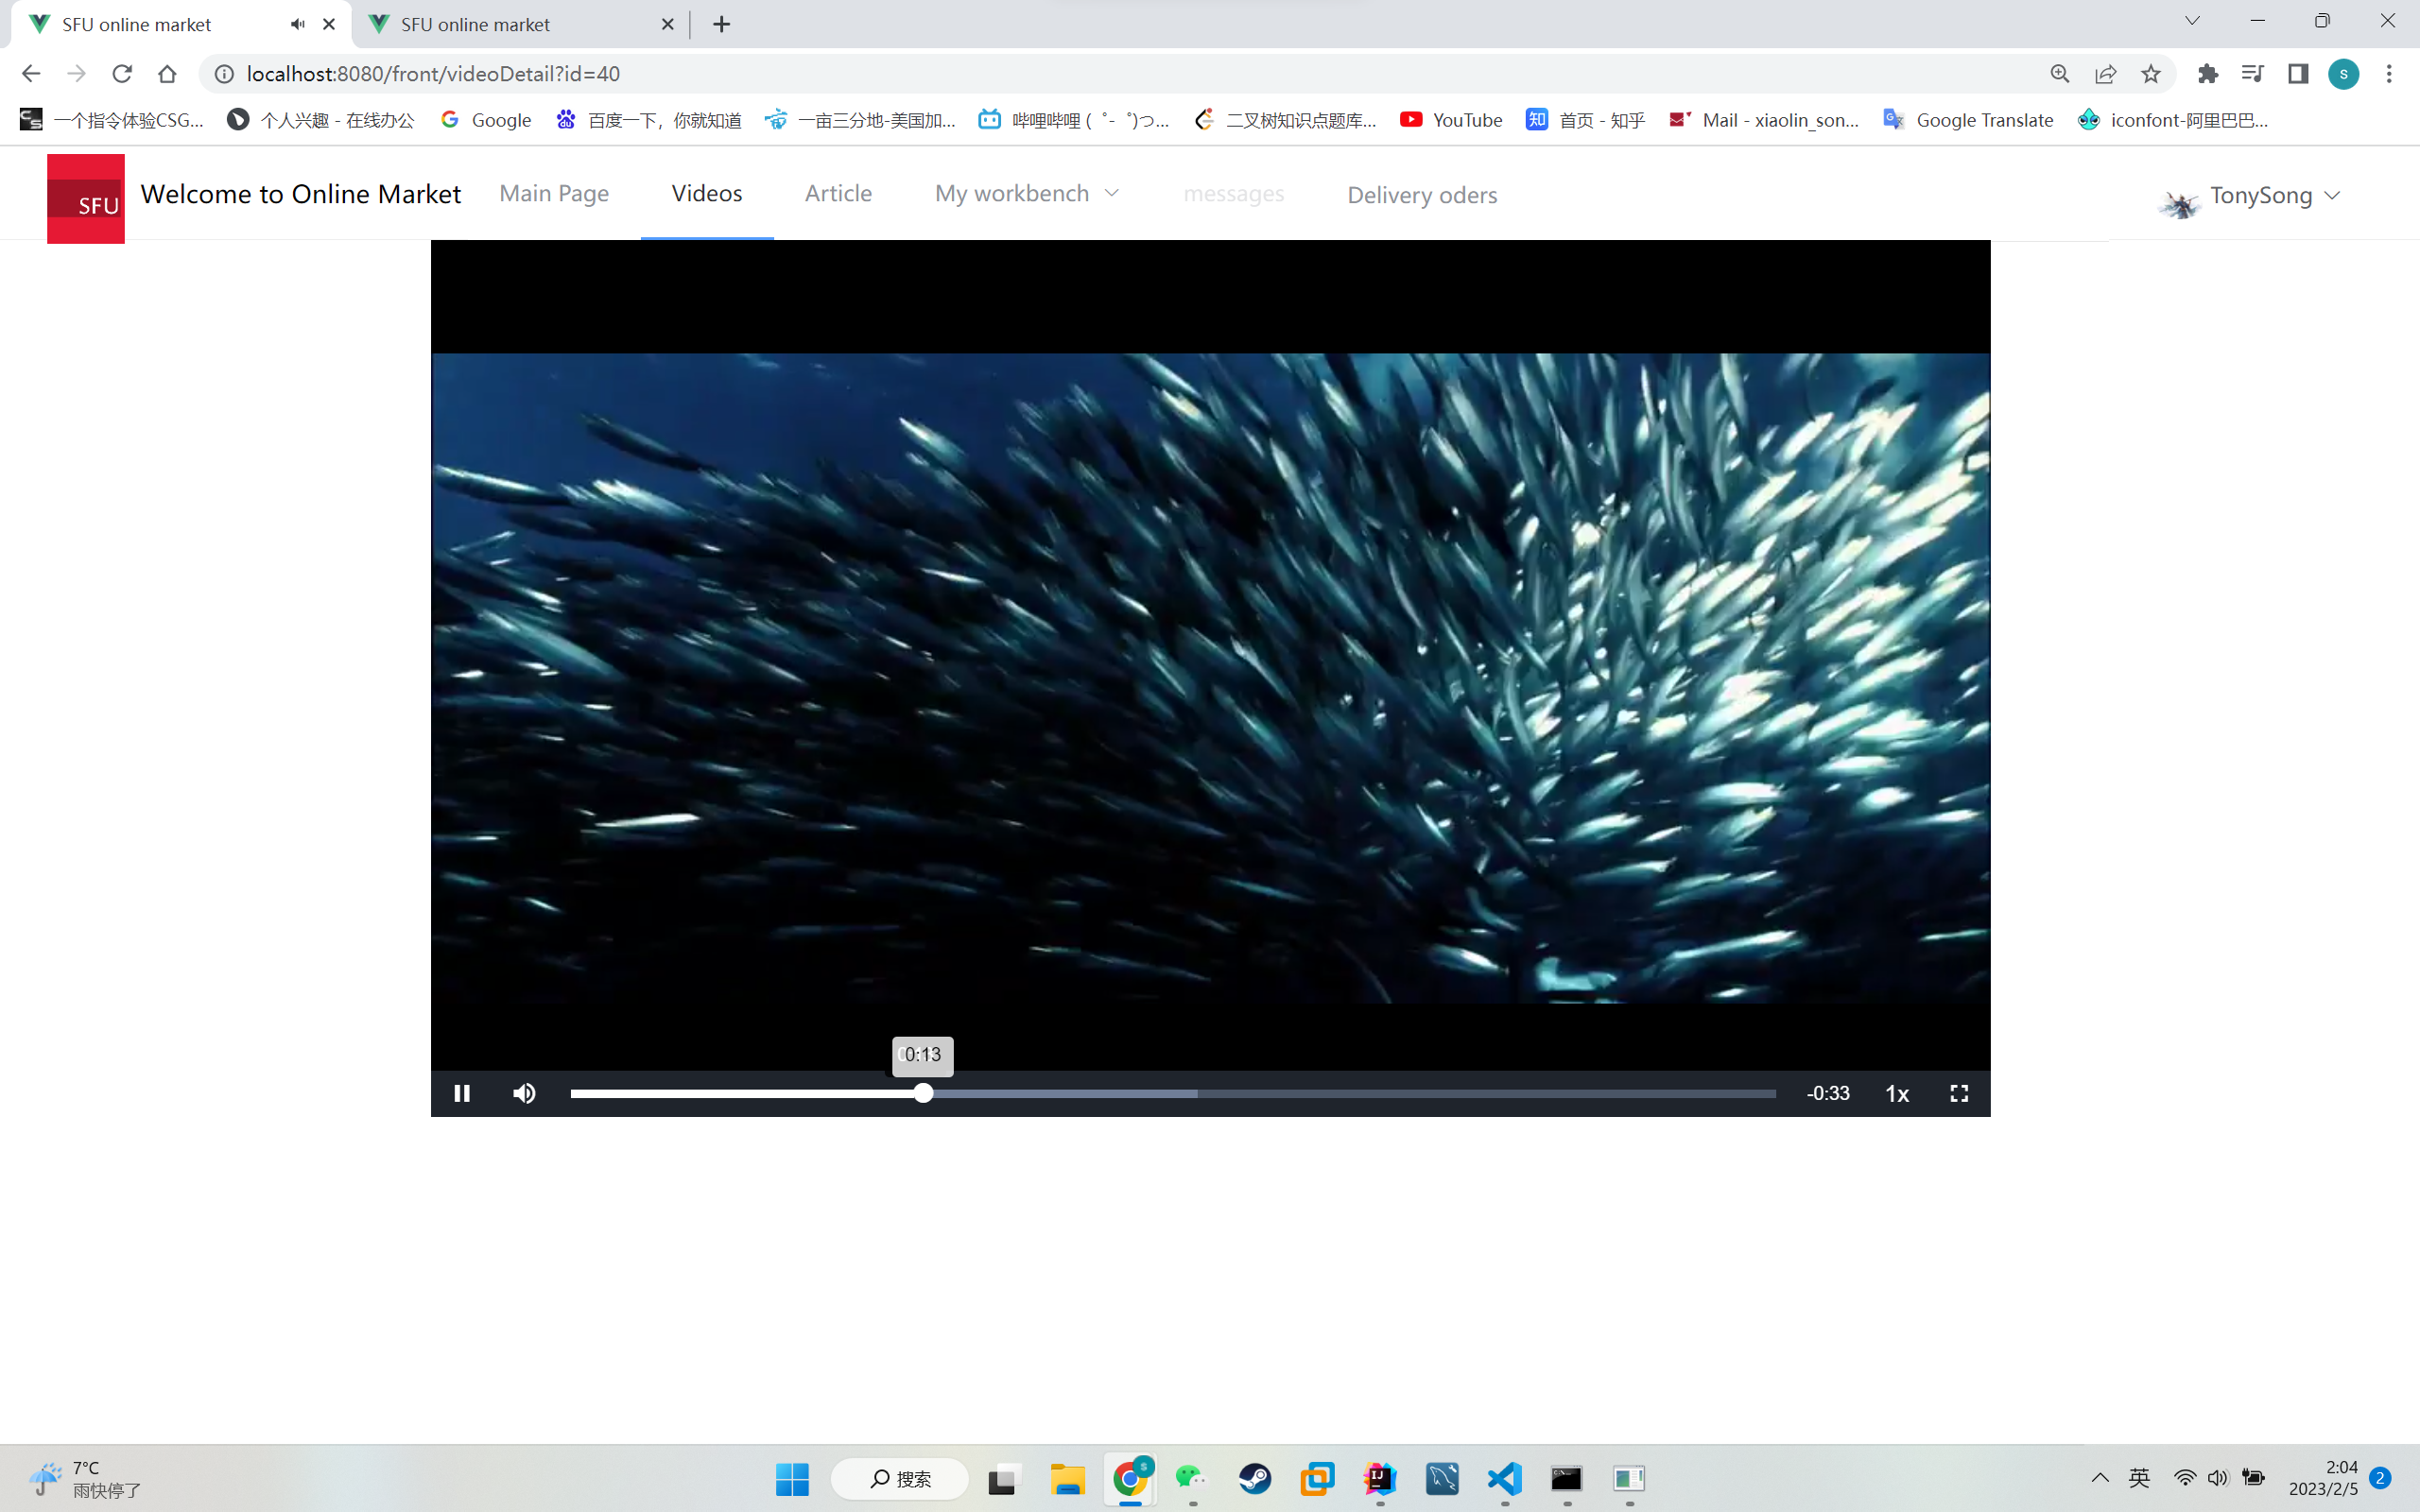 SFU online market
SFU online market
localhost:8080/front/videoDetail?id=40
S
一个指令体验CSG...
个人兴趣 - 在线办公
Google
百度一下，你就知道
一亩三分地-美国加...
哔哩哔哩 ( ゜- ゜)つ...
二叉树知识点题库...
YouTube
知
首页 - 知乎
Mail - xiaolin_son...
Google Translate
iconfont-阿里巴巴...
SFU
Welcome to Online Market
Main Page
Videos
Article
My workbench
messages
Delivery oders
TonySong
0:13
-0:33
1x
7°C
雨快停了
搜索
S
IJ
英
2:04
2023/2/5
2